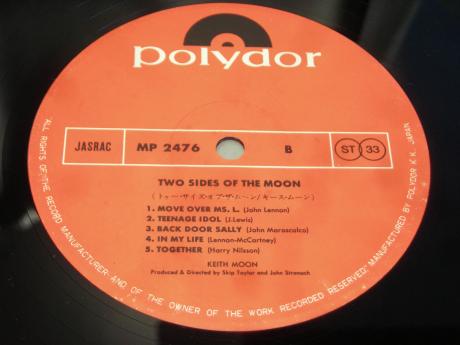 polydor
JASRAC
MP 2476
B
ST 33
TWO SIDES OF THE MOON
(トゥー・サイズ・オブ・ザ・ムーン/キース・ムーン)
1. MOVE OVER MS. L. (John Lennon)
2. TEENAGE IDOL (J.Lewis)
3. BACK DOOR SALLY (John Marascalco)
4. IN MY LIFE (Lennon-McCartney)
5. TOGETHER (Harry Nilsson)
KEITH MOON
Produced & Directed by Skip Taylor and John Stronach
"ALL RIGHTS OF THE RECORD MANUFACTURER AND OF THE OWNER OF THE WORK RECORDED RESERVED" MANUFACTURED BY POLYDOR K.K. JAPAN